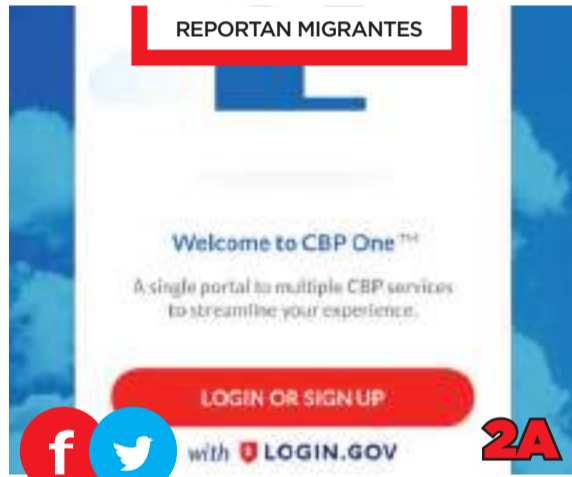 REPORTAN MIGRANTES
Welcome to CBP One™
A single portal to multiple CBP services
to streamline your experience.
LOGIN OR SIGN UP
with LOGIN.GOV
f
2A